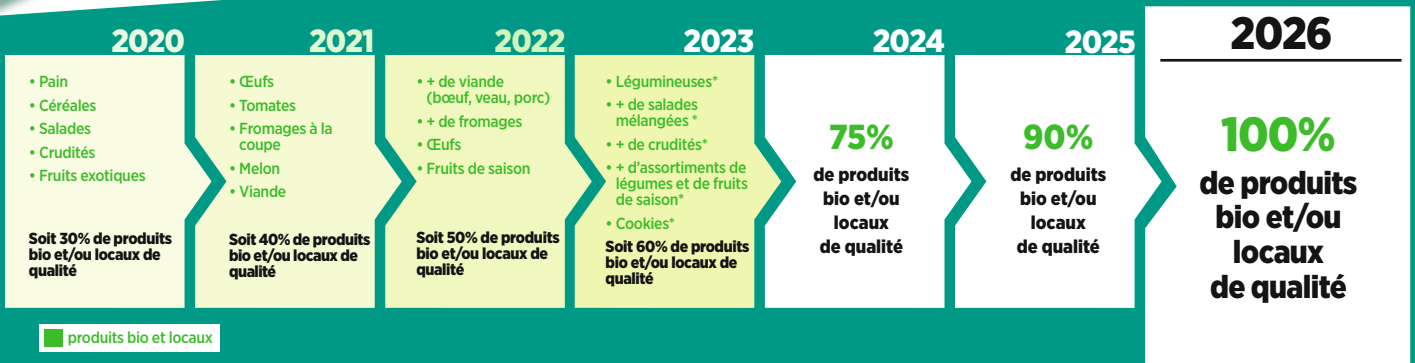 2020
• Pain
• Céréales
• Salades
• Crudités
• Fruits exotiques
Soit 30% de produits
bio et/ou locaux de
qualité
2021
• Œufs
• Tomates
• Fromages à la
coupe
• Melon
• Viande
Soit 40% de produits
bio et/ou locaux de
qualité
2022
• + de viande
(bœuf, veau, porc)
• + de fromages
• Œufs
• Fruits de saison
Soit 50% de produits
bio et/ou locaux de
qualité
2023
• Légumineuses*
• + de salades
mélangées *
• + de crudités*
• + d'assortiments de
légumes et de fruits
de saison*
• Cookies*
Soit 60% de produits
bio et/ou locaux de
qualité
2024
75%
de produits
bio et/ou
locaux
de qualité
2025
90%
de produits
bio et/ou
locaux
de qualité
2026
100%
de produits
bio et/ou
locaux
de qualité
produits bio et locaux